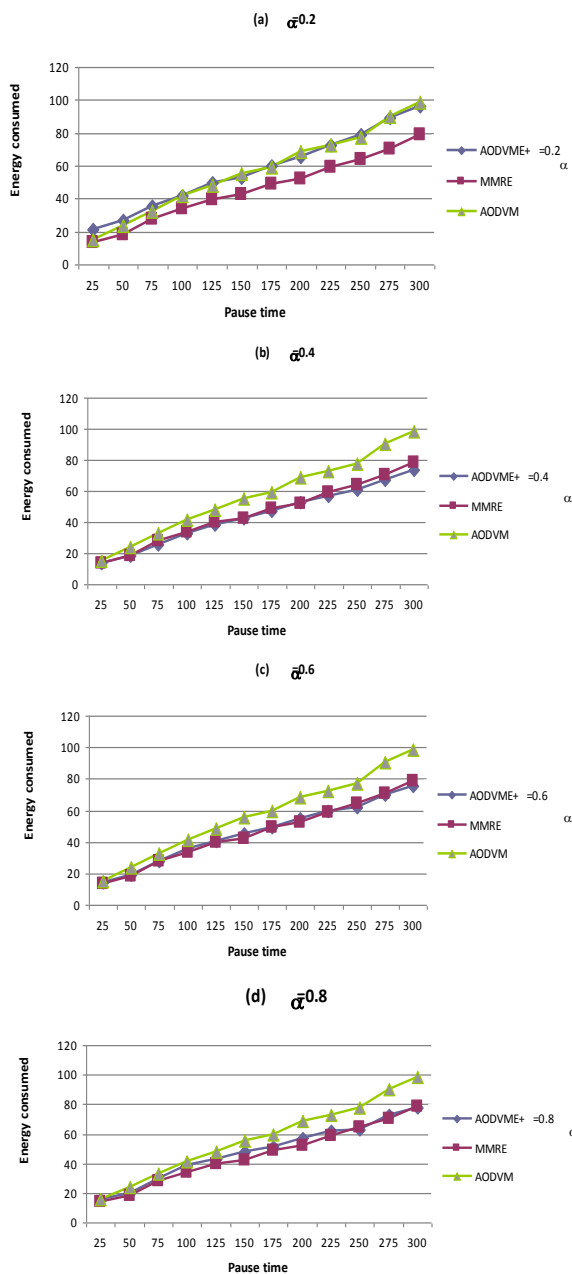 (a) α=0.2
120
100
80
60
40
20
0
Energy consumed
25 50 75 100 125 150 175 200 225 250 275 300
Pause time
AODVME+ =0.2
α
MMRE
AODVM
(b) α=0.4
120
100
80
60
40
20
0
Energy consumed
25 50 75 100 125 150 175 200 225 250 275 300
Pause time
AODVME+ =0.4
α
MMRE
AODVM
(c) α=0.6
120
100
80
60
40
20
0
Energy consumed
25 50 75 100 125 150 175 200 225 250 275 300
Pause time
AODVME+ =0.6
α
MMRE
AODVM
(d) α=0.8
120
100
80
60
40
20
0
Energy consumed
25 50 75 100 125 150 175 200 225 250 275 300
Pause time
AODVME+ =0.8
MMRE
AODVM